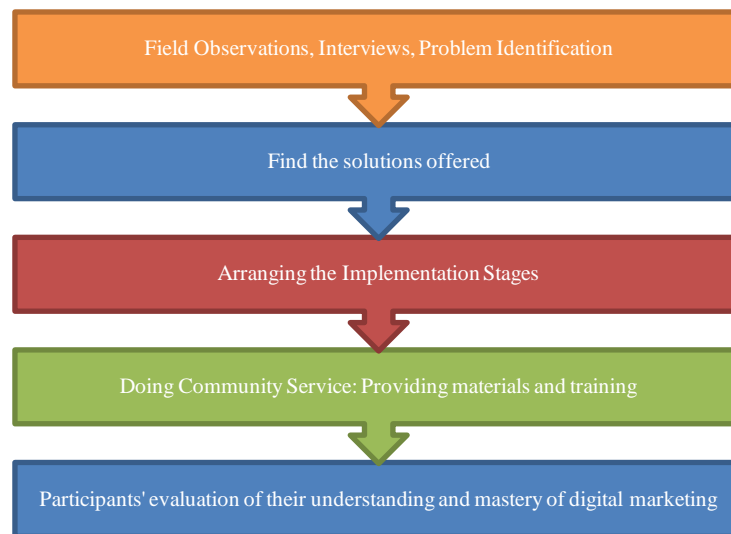 Field Observations, Interviews, Problem Identification
Find the solutions offered
Arranging the Implementation Stages
Doing Community Service: Providing materials and training
Participants' evaluation of their understanding and mastery of digital marketing